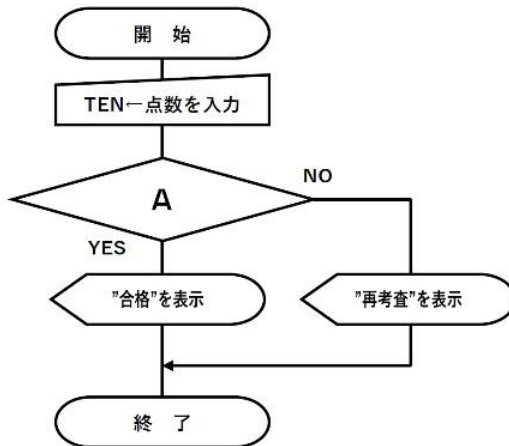 開 始
TEN←点数を入力
A
NO
YES
"合格"を表示
"再考査"を表示
終 了